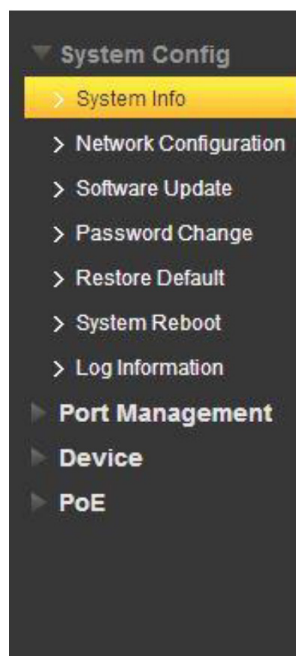 System Config
System Info
Network Configuration
Software Update
Password Change
Restore Default
System Reboot
Log Information
Port Management
Device
PoE